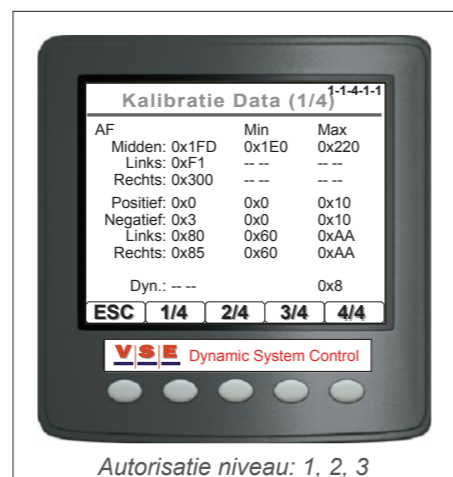 Kalibratie Data (1/4) 1-1-4-1-1
AF Min Max
Midden: 0x1FD 0x1E0 0x220
Links: 0xF1 -- -- -- --
Rechts: 0x300 -- -- -- --
Positief: 0x0 0x0 0x10
Negatief: 0x3 0x0 0x10
Links: 0x80 0x60 0xAA
Rechts: 0x85 0x60 0xAA
Dyn.: -- -- 0x8
ESC 1/4 2/4 3/4 4/4
VSE Dynamic System Control
Autorisatie niveau: 1, 2, 3